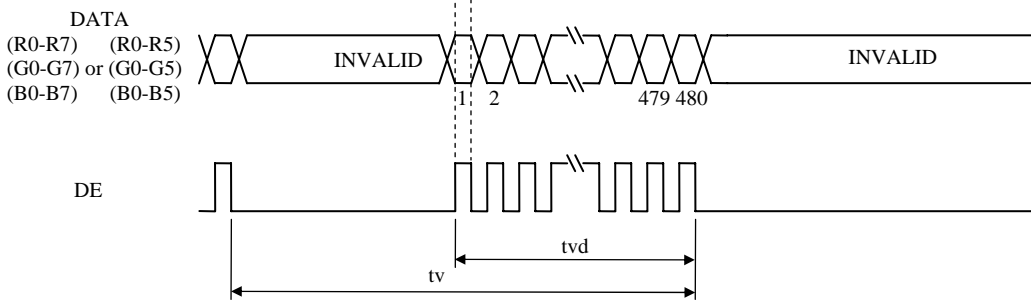 DATA
(R0-R7) (R0-R5)
(G0-G7) or (G0-G5)
(B0-B7) (B0-B5)
INVALID
INVALID
1 2 479 480
DE
tvd
tv